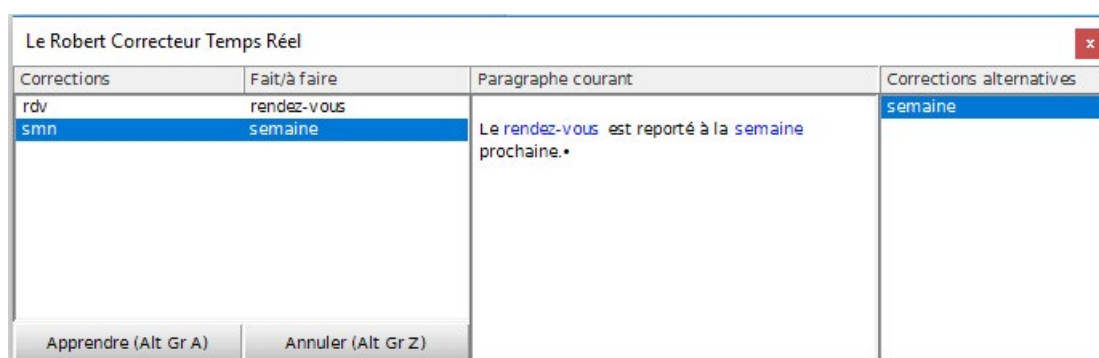 Le Robert Correcteur Temps Réel
x
Corrections Fait/à faire Paragraphe courant Corrections alternatives
rdv rendez-vous
smn semaine
Le rendez-vous est reporté à la semaine
prochaine.•
semaine
Apprendre (Alt Gr A) Annuler (Alt Gr Z)